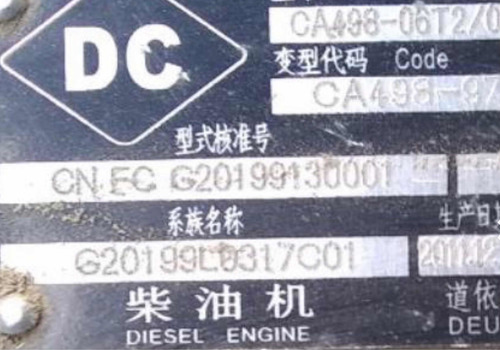 DC
CA498-06T2/
变型代码 Code
CA498-97
型式核准号
CN FC G20199130001
系族名称
生产日期
G20199L0317C01
2011.12
柴油机
道依
DIESEL ENGINE
DEU